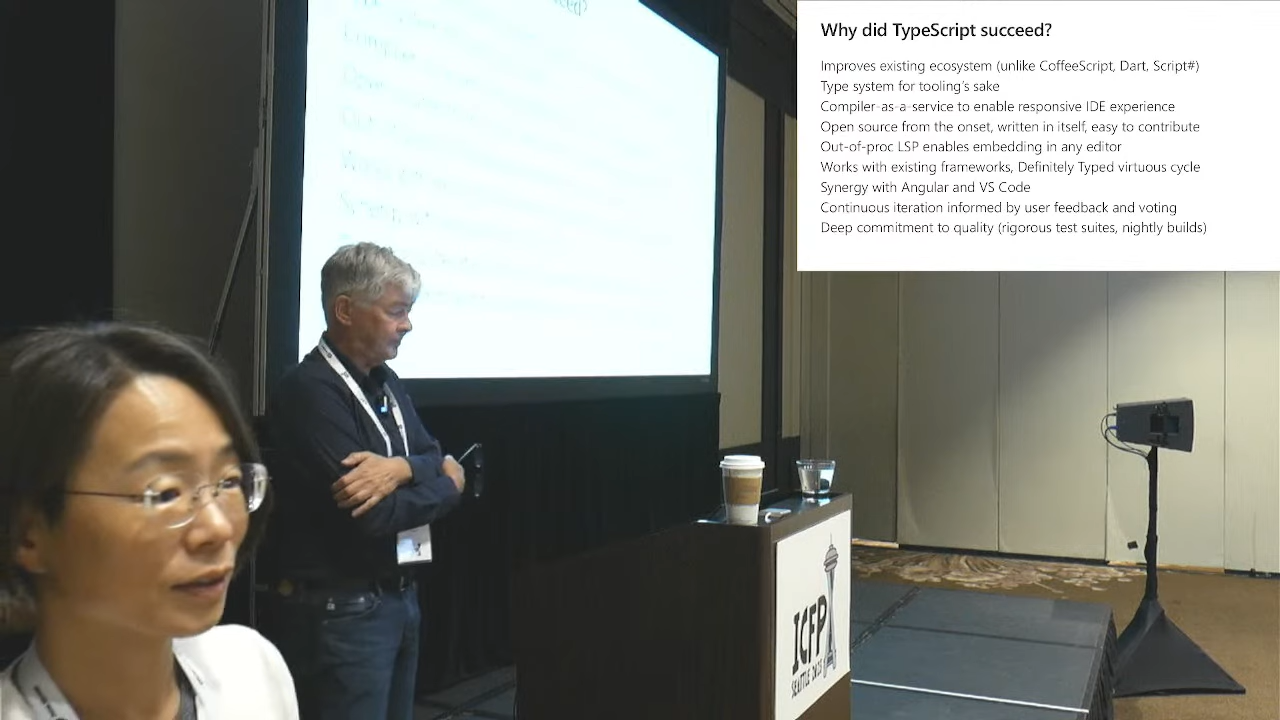 Why did TypeScript succeed?
Improves existing ecosystem (unlike CoffeeScript, Dart, Script#)
Type system for tooling's sake
Compiler-as-a-service to enable responsive IDE experience
Open source from the onset, written in itself, easy to contribute
Out-of-proc LSP enables embedding in any editor
Works with existing frameworks, Definitely Typed virtuous cycle
Synergy with Angular and VS Code
Continuous iteration informed by user feedback and voting
Deep commitment to quality (rigorous test suites, nightly builds)
ICFP
SEATTLE